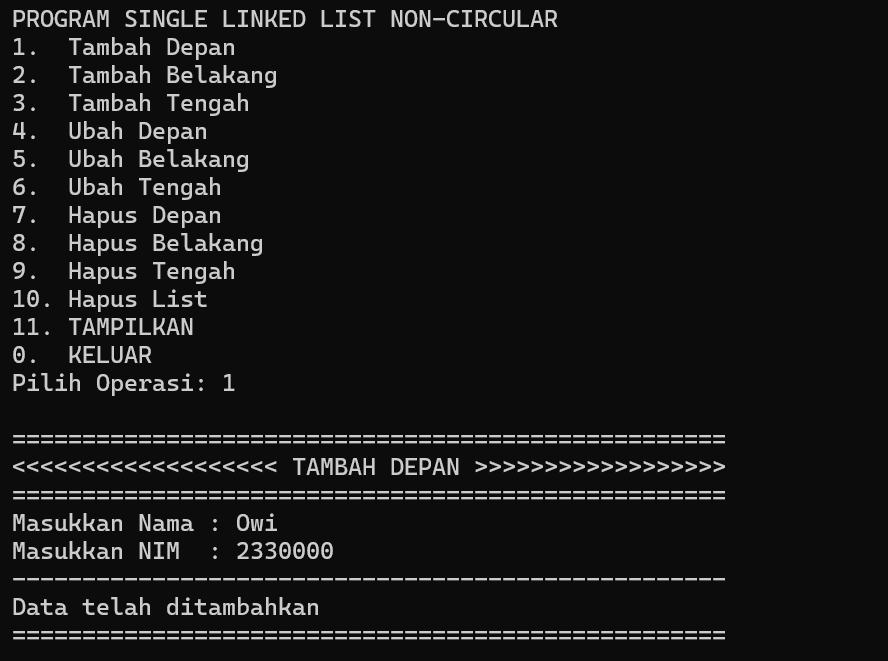 PROGRAM SINGLE LINKED LIST NON-CIRCULAR
1.  Tambah Depan
2.  Tambah Belakang
3.  Tambah Tengah
4.  Ubah Depan
5.  Ubah Belakang
6.  Ubah Tengah
7.  Hapus Depan
8.  Hapus Belakang
9.  Hapus Tengah
10. Hapus List
11. TAMPILKAN
0.  KELUAR
Pilih Operasi: 1

===================================================
<<<<<<<<<<<<<<<<<<< TAMBAH DEPAN >>>>>>>>>>>>>>>>>>
===================================================
Masukkan Nama : Owi
Masukkan NIM  : 2330000
---------------------------------------------------
Data telah ditambahkan
===================================================